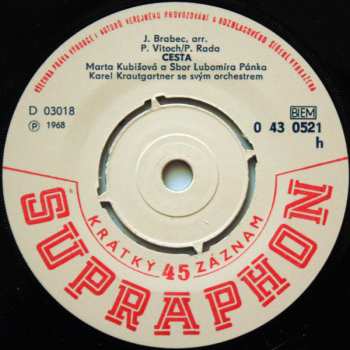 VŠECHNA PRÁVA VÝROBCE I AUTORŮ VEŘEJNÉHO PROVOZOVÁNÍ A ROZHLASOVÉHO ŠÍŘENÍ VYHRAŽENA
J. Brabec, arr.
P. Vitoch/P. Rada
CESTA
Marta Kubišová a Sbor Lubomíra Pánka
Karel Krautgartner se svým orchestrem
D 03018
Ⓟ 1968
BIEM
0 43 0521
h
KRÁTKÝ 45 ZÁZNAM
SUPRAPHON